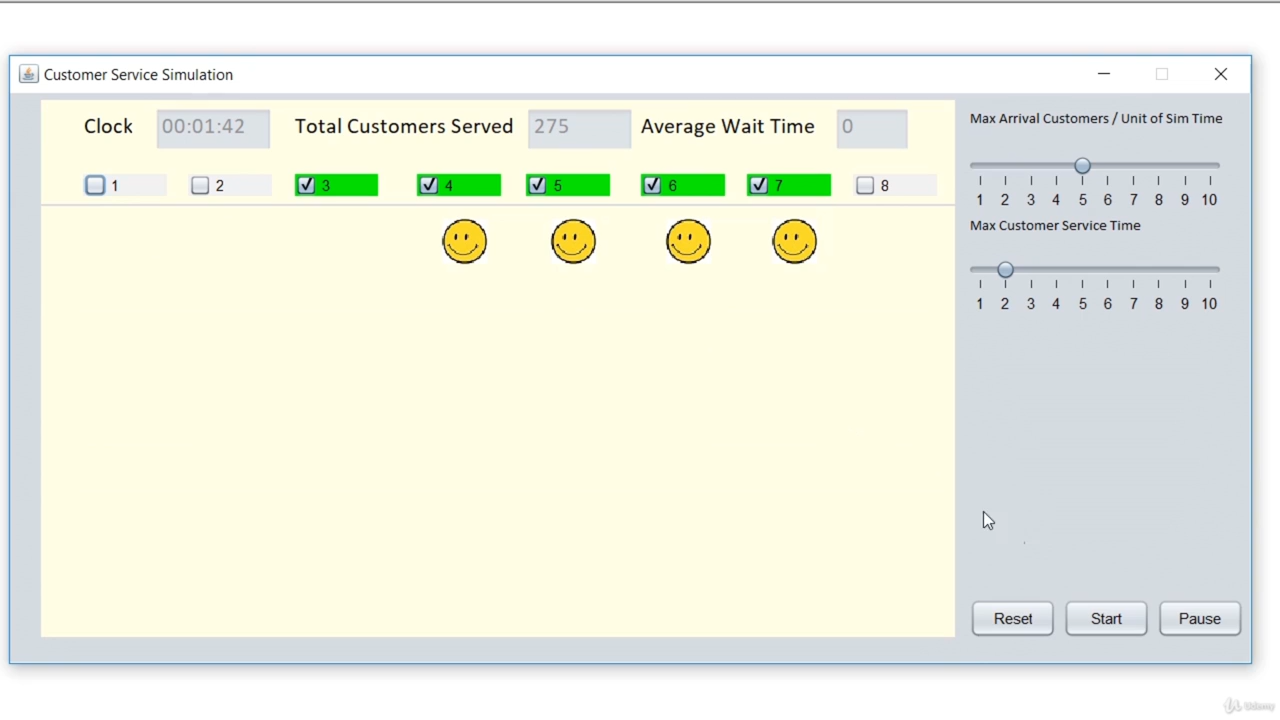 Customer Service Simulation
Clock 00:01:42 Total Customers Served 275 Average Wait Time 0
1 2 3 4 5 6 7 8
Max Arrival Customers / Unit of Sim Time
1 2 3 4 5 6 7 8 9 10
Max Customer Service Time
1 2 3 4 5 6 7 8 9 10
Reset Start Pause
Udemy